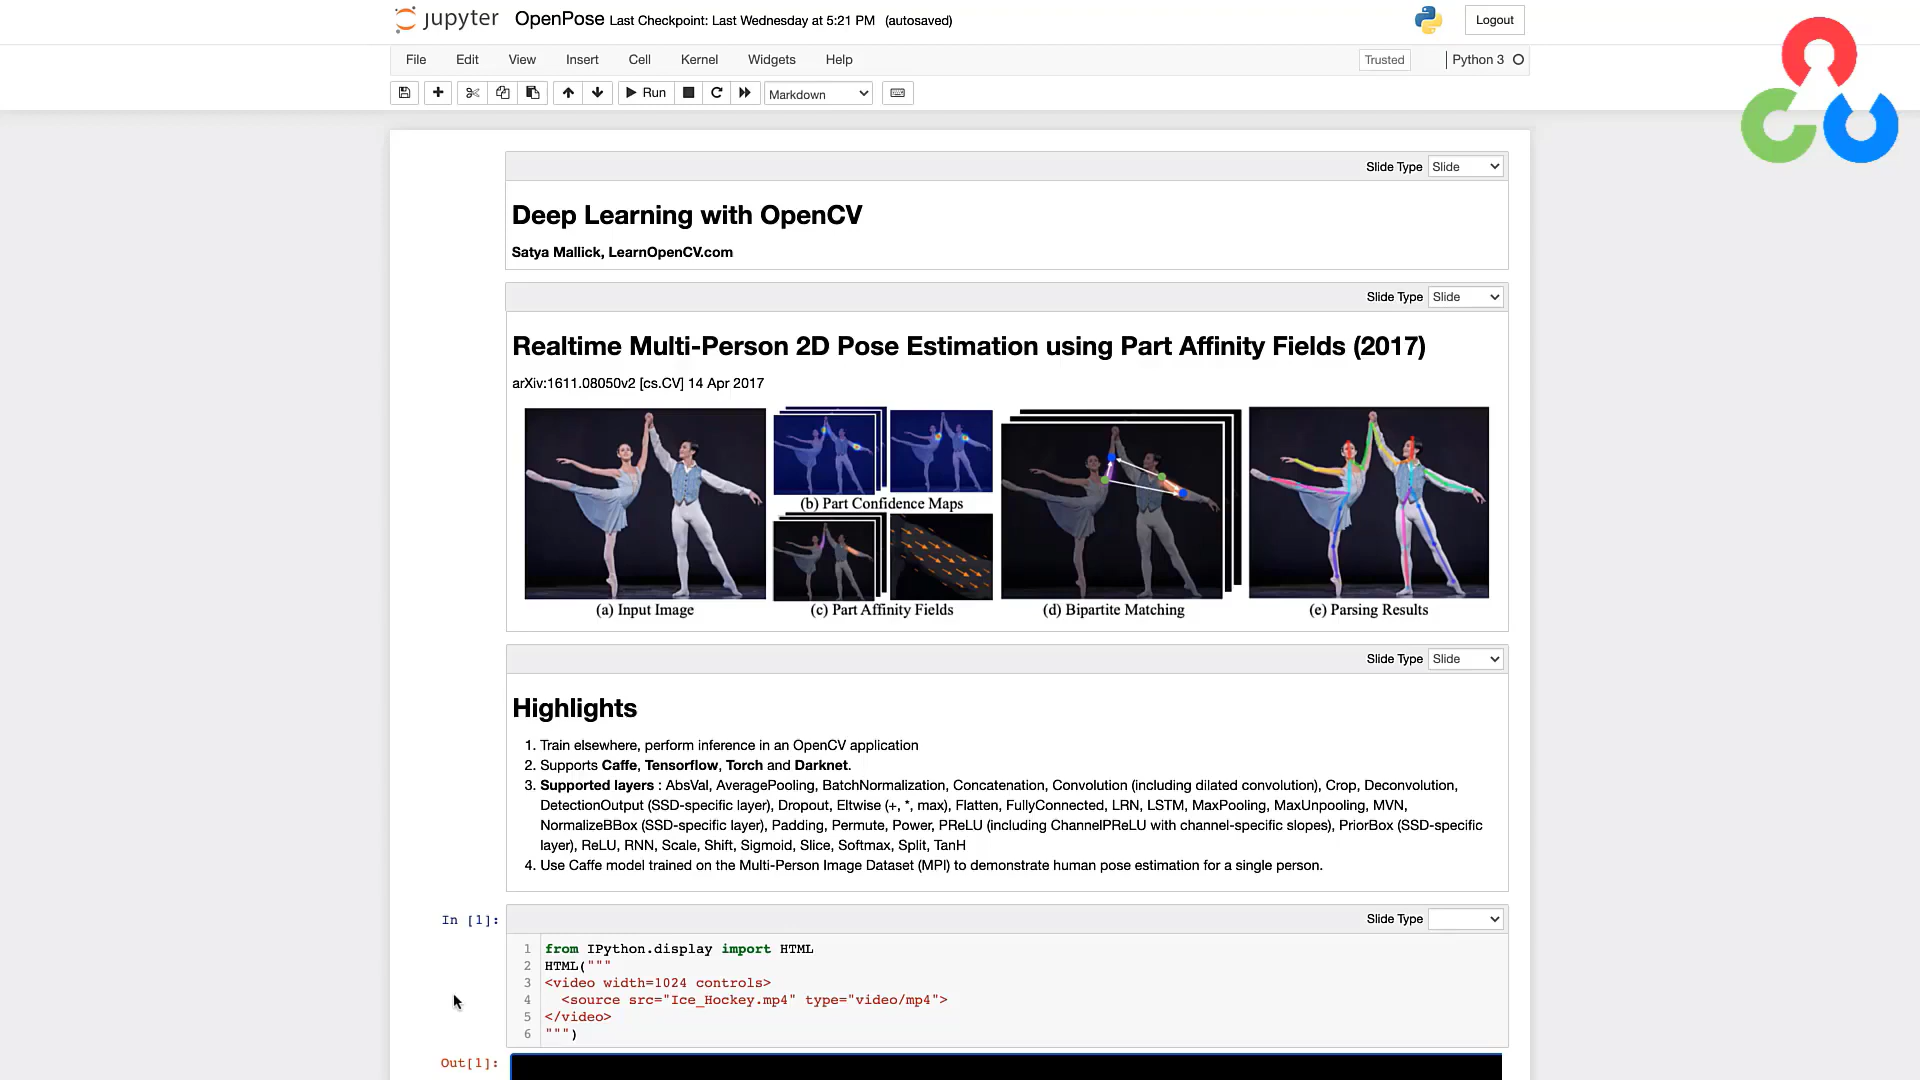 jupyter OpenPose Last Checkpoint: Last Wednesday at 5:21 PM (autosaved)
Logout
File Edit View Insert Cell Kernel Widgets Help
Trusted
Python 3
Run
Markdown
Slide Type Slide
Deep Learning with OpenCV
Satya Mallick, LearnOpenCV.com
Slide Type Slide
Realtime Multi-Person 2D Pose Estimation using Part Affinity Fields (2017)
arXiv:1611.08050v2 [cs.CV] 14 Apr 2017
(b) Part Confidence Maps
(a) Input Image
(c) Part Affinity Fields
(d) Bipartite Matching
(e) Parsing Results
Slide Type Slide
Highlights
1. Train elsewhere, perform inference in an OpenCV application
2. Supports Caffe, Tensorflow, Torch and Darknet.
3. Supported layers : AbsVal, AveragePooling, BatchNormalization, Concatenation, Convolution (including dilated convolution), Crop, Deconvolution,
DetectionOutput (SSD-specific layer), Dropout, Eltwise (+, *, max), Flatten, FullyConnected, LRN, LSTM, MaxPooling, MaxUnpooling, MVN,
NormalizeBBox (SSD-specific layer), Padding, Permute, Power, PReLU (including ChannelPReLU with channel-specific slopes), PriorBox (SSD-specific
layer), ReLU, RNN, Scale, Shift, Sigmoid, Slice, Softmax, Split, TanH
4. Use Caffe model trained on the Multi-Person Image Dataset (MPI) to demonstrate human pose estimation for a single person.
In [1]:
Slide Type
1 from IPython.display import HTML
2 HTML("""
3 <video width=1024 controls>
4 <source src="Ice_Hockey.mp4" type="video/mp4">
5 </video>
6 """)
Out[1]: